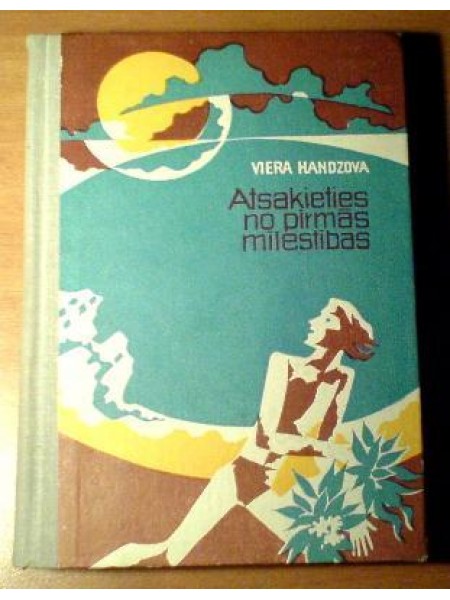 VIERA HANDZOVA
Atsakieties
no pirmās
mīlestības